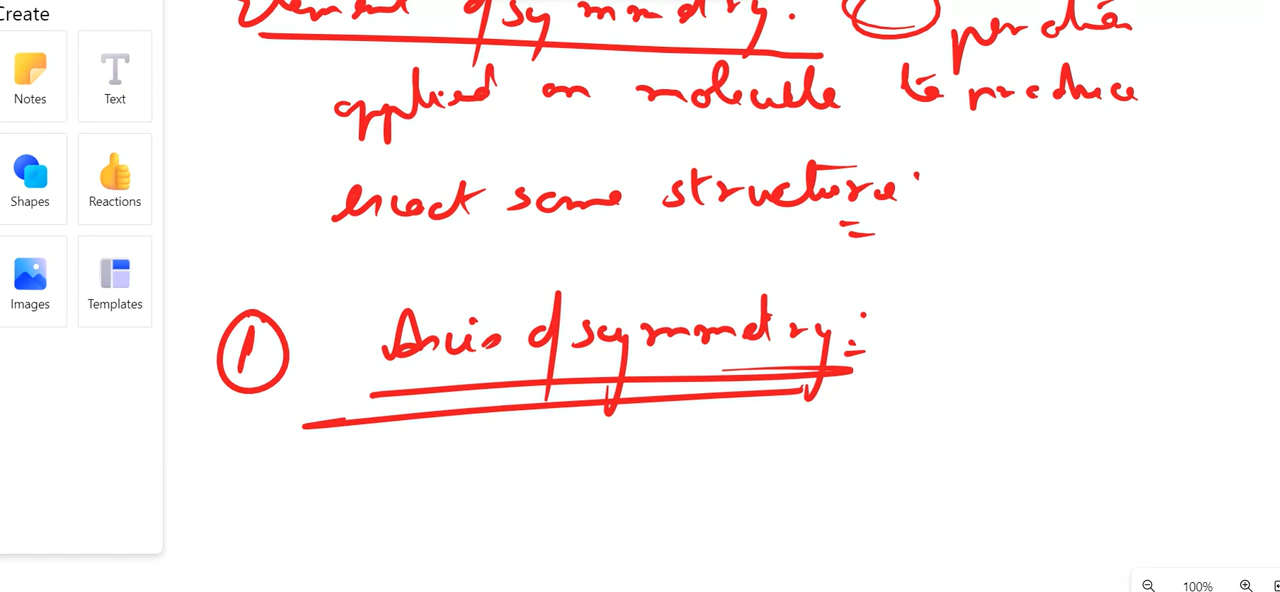 Create
Notes
Text
Shapes
Reactions
Images
Templates
Element of symmetry : Operation
applied on molecule to produce
exact same structure.
① Axis of symmetry :
100%